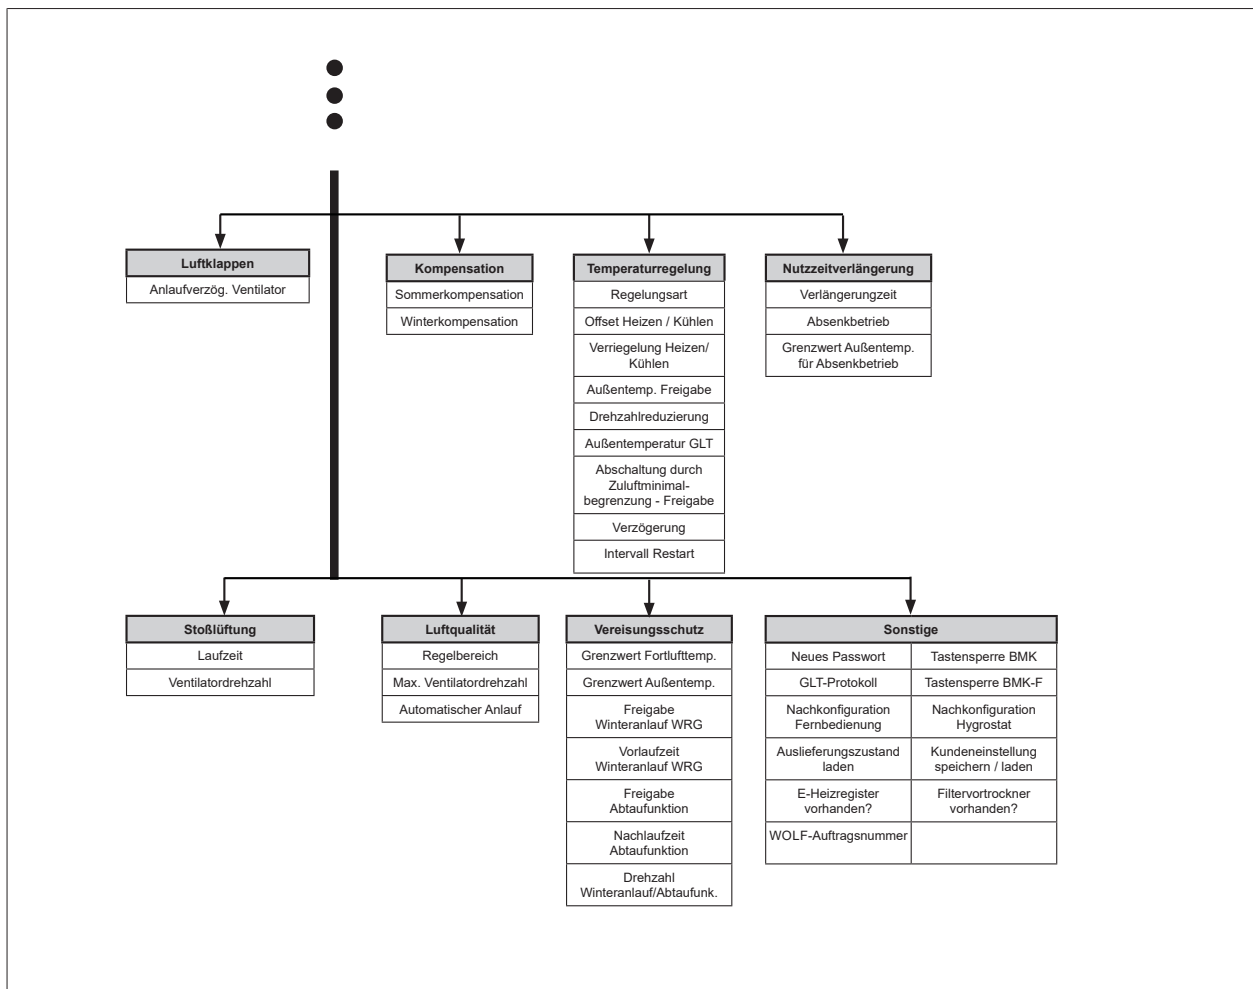 Luftklappen
Anlaufverzög. Ventilator
Kompensation
Sommerkompensation
Winterkompensation
Temperaturregelung
Regelungsart
Offset Heizen / Kühlen
Verriegelung Heizen/
Kühlen
Außentemp. Freigabe
Drehzahlreduzierung
Außentemperatur GLT
Abschaltung durch
Zuluftminimal-
begrenzung - Freigabe
Verzögerung
Intervall Restart
Nutzzeitverlängerung
Verlängerungzeit
Absenkbetrieb
Grenzwert Außentemp.
für Absenkbetrieb
Stoßlüftung
Laufzeit
Ventilatordrehzahl
Luftqualität
Regelbereich
Max. Ventilatordrehzahl
Automatischer Anlauf
Vereisungsschutz
Grenzwert Fortlufttemp.
Grenzwert Außentemp.
Freigabe
Winteranlauf WRG
Vorlaufzeit
Winteranlauf WRG
Freigabe
Abtaufunktion
Nachlaufzeit
Abtaufunktion
Drehzahl
Winteranlauf/Abtaufunk.
Sonstige
Neues Passwort
Tastensperre BMK
GLT-Protokoll
Tastensperre BMK-F
Nachkonfiguration
Fernbedienung
Nachkonfiguration
Hygrostat
Auslieferungszustand
laden
Kundeneinstellung
speichern / laden
E-Heizregister
vorhanden?
Filtervortrockner
vorhanden?
WOLF-Auftragsnummer